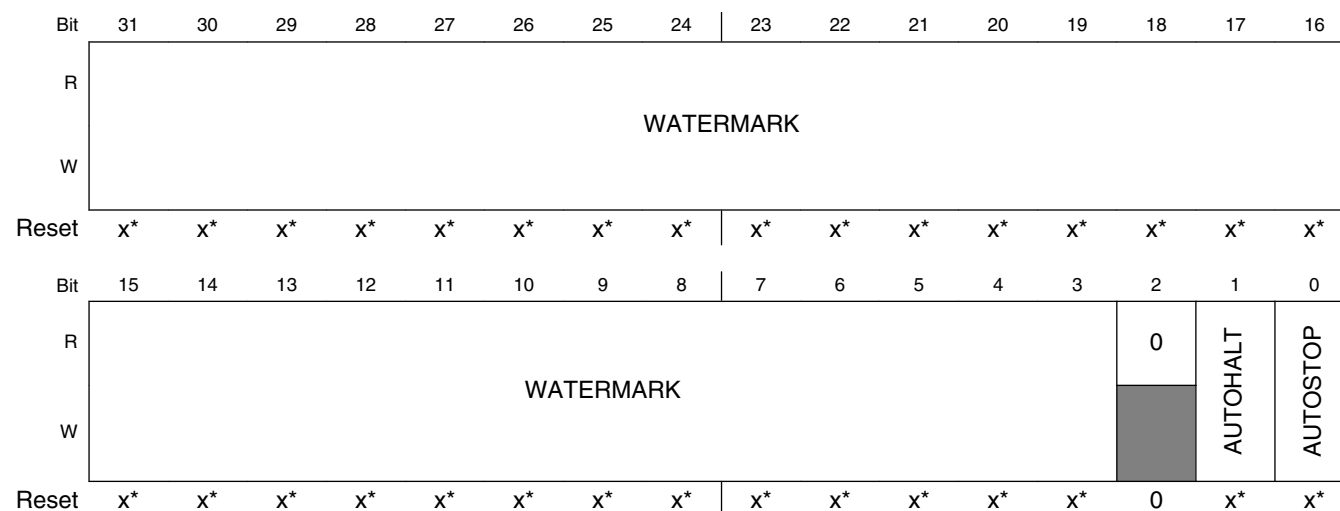 Bit 31 30 29 28 27 26 25 24 23 22 21 20 19 18 17 16
R
WATERMARK
W
Reset x* x* x* x* x* x* x* x* x* x* x* x* x* x* x* x*
Bit 15 14 13 12 11 10 9 8 7 6 5 4 3 2 1 0
R 0
WATERMARK
AUTOHALT
AUTOSTOP
W
Reset x* x* x* x* x* x* x* x* x* x* x* x* x* 0 x* x*